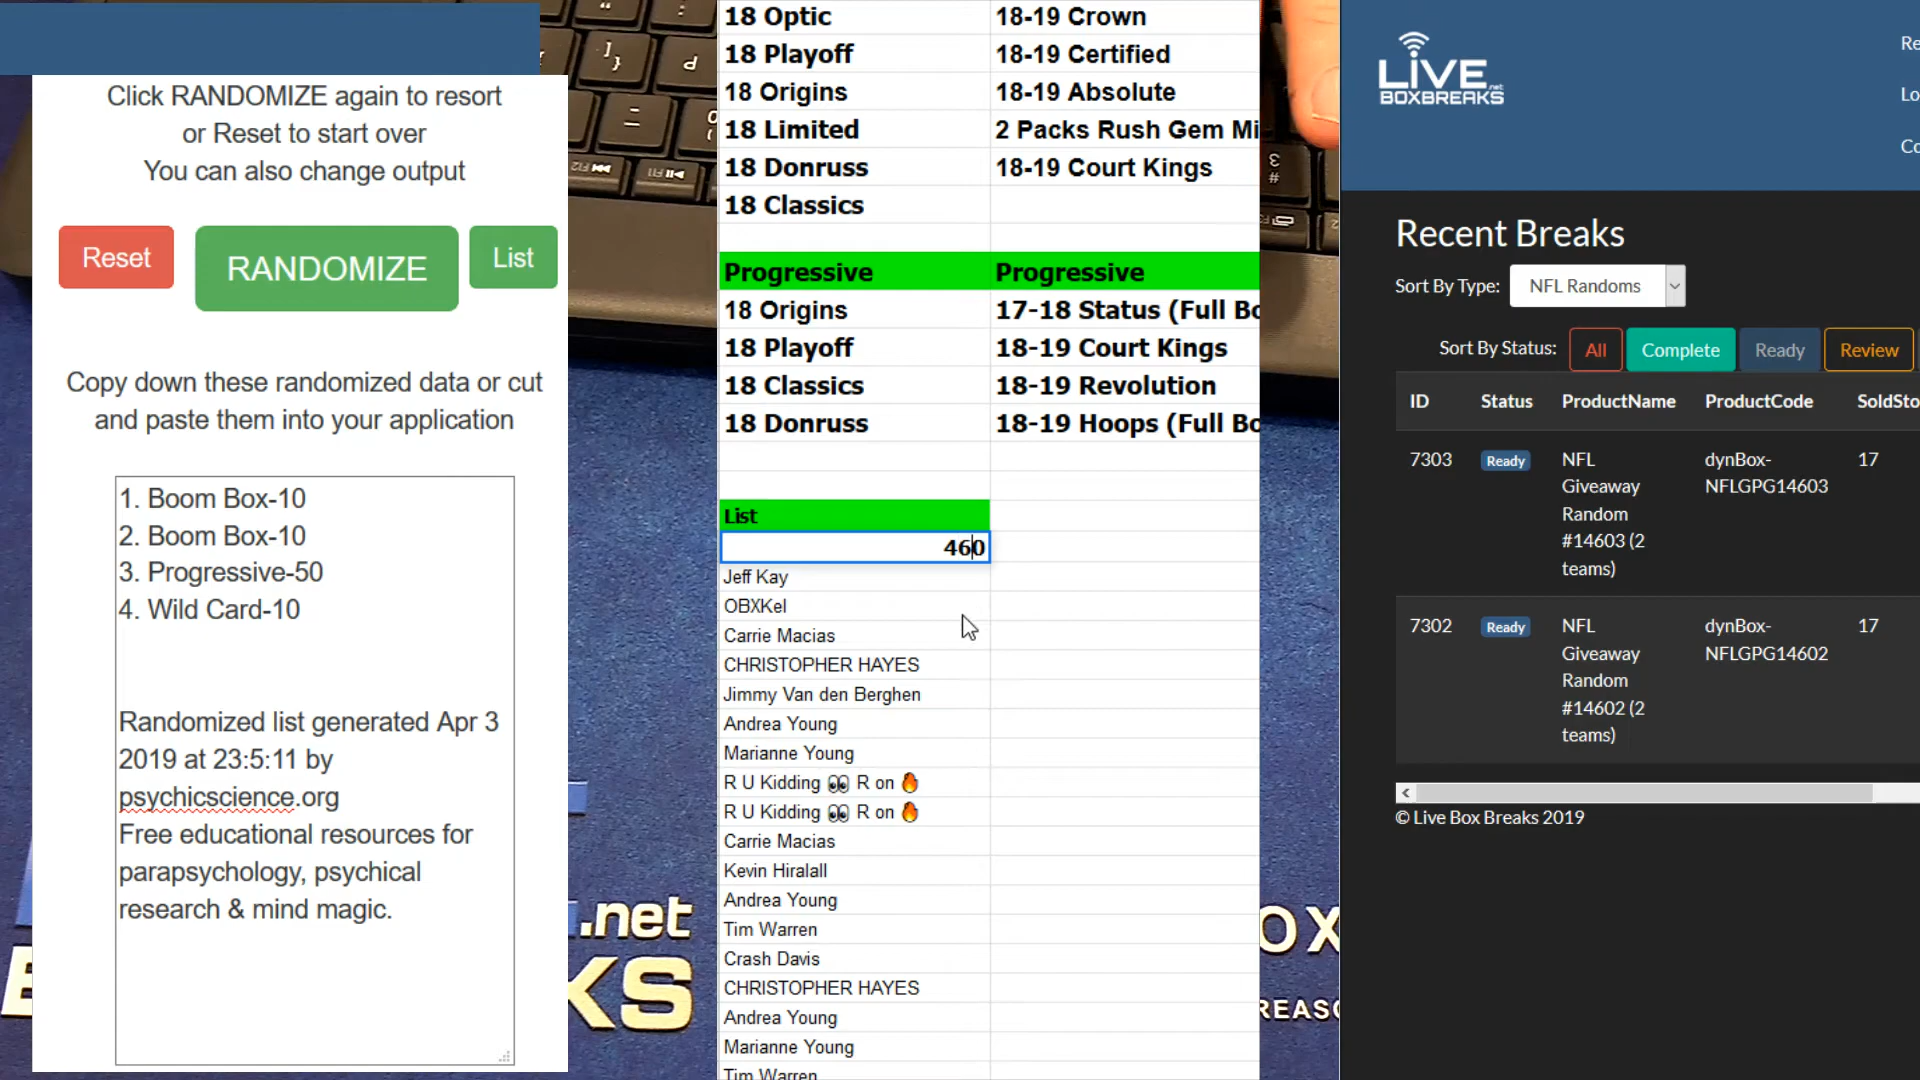 Click RANDOMIZE again to resort
or Reset to start over
You can also change output
Reset
RANDOMIZE
List
Copy down these randomized data or cut
and paste them into your application
1. Boom Box-10
2. Boom Box-10
3. Progressive-50
4. Wild Card-10
Randomized list generated Apr 3
2019 at 23:5:11 by
psychicscience.org
Free educational resources for
parapsychology, psychical
research & mind magic.
18 Optic 18-19 Crown
18 Playoff 18-19 Certified
18 Origins 18-19 Absolute
18 Limited 2 Packs Rush Gem Mi
18 Donruss 18-19 Court Kings
18 Classics
Progressive Progressive
18 Origins 17-18 Status (Full Bo
18 Playoff 18-19 Court Kings
18 Classics 18-19 Revolution
18 Donruss 18-19 Hoops (Full Bo
List
460
Jeff Kay
OBXKel
Carrie Macias
CHRISTOPHER HAYES
Jimmy Van den Berghen
Andrea Young
Marianne Young
R U Kidding 👀 R on 🔥
R U Kidding 👀 R on 🔥
Carrie Macias
Kevin Hiralall
Andrea Young
Tim Warren
Crash Davis
CHRISTOPHER HAYES
Andrea Young
Marianne Young
Tim Warren
.net
KS
OX
REASO
LIVE.net
BOXBREAKS
Re
Lo
Co
Recent Breaks
Sort By Type: NFL Randoms
Sort By Status: All Complete Ready Review
ID Status ProductName ProductCode SoldSto
7303 Ready NFL Giveaway Random #14603 (2 teams) dynBox-NFLGPG14603 17
7302 Ready NFL Giveaway Random #14602 (2 teams) dynBox-NFLGPG14602 17
© Live Box Breaks 2019